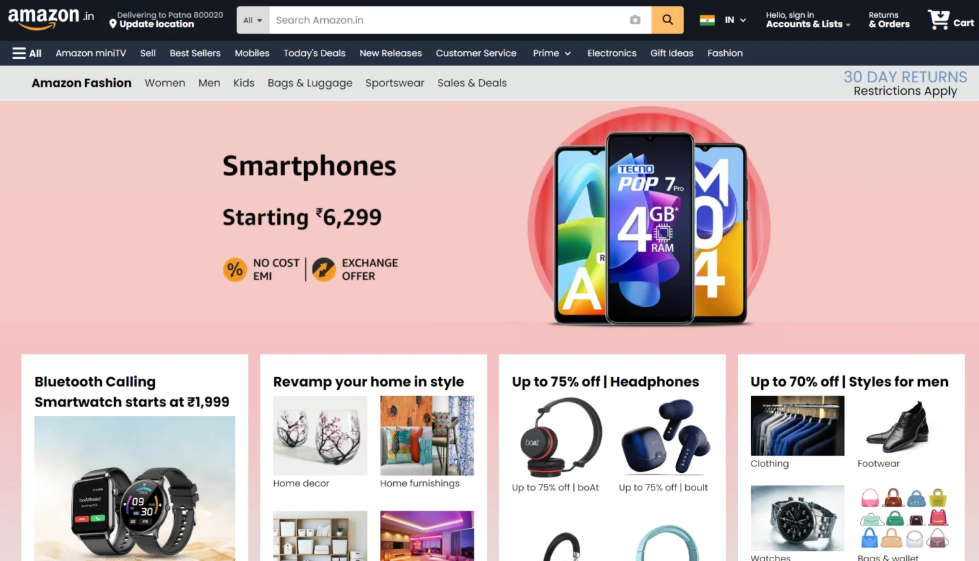 amazon.in
Delivering to Patna 800020
Update location
All
Search Amazon.in
IN
Hello, sign in
Accounts & Lists
Returns
& Orders
Cart
All
Amazon miniTV
Sell
Best Sellers
Mobiles
Today's Deals
New Releases
Customer Service
Prime
Electronics
Gift Ideas
Fashion
Amazon Fashion
Women
Men
Kids
Bags & Luggage
Sportswear
Sales & Deals
30 DAY RETURNS
Restrictions Apply
Smartphones
Starting ₹6,299
%
NO COST
EMI
EXCHANGE
OFFER
TECNO
POP 7 Pro
4 GB*
RAM
R
A
M
0
4
Bluetooth Calling
Smartwatch starts at ₹1,999
Revamp your home in style
Home decor
Home furnishings
Up to 75% off | Headphones
boAt
Up to 75% off | boAt
Up to 75% off | boult
Up to 70% off | Styles for men
Clothing
Footwear
Watches
Bags & wallet
09
30